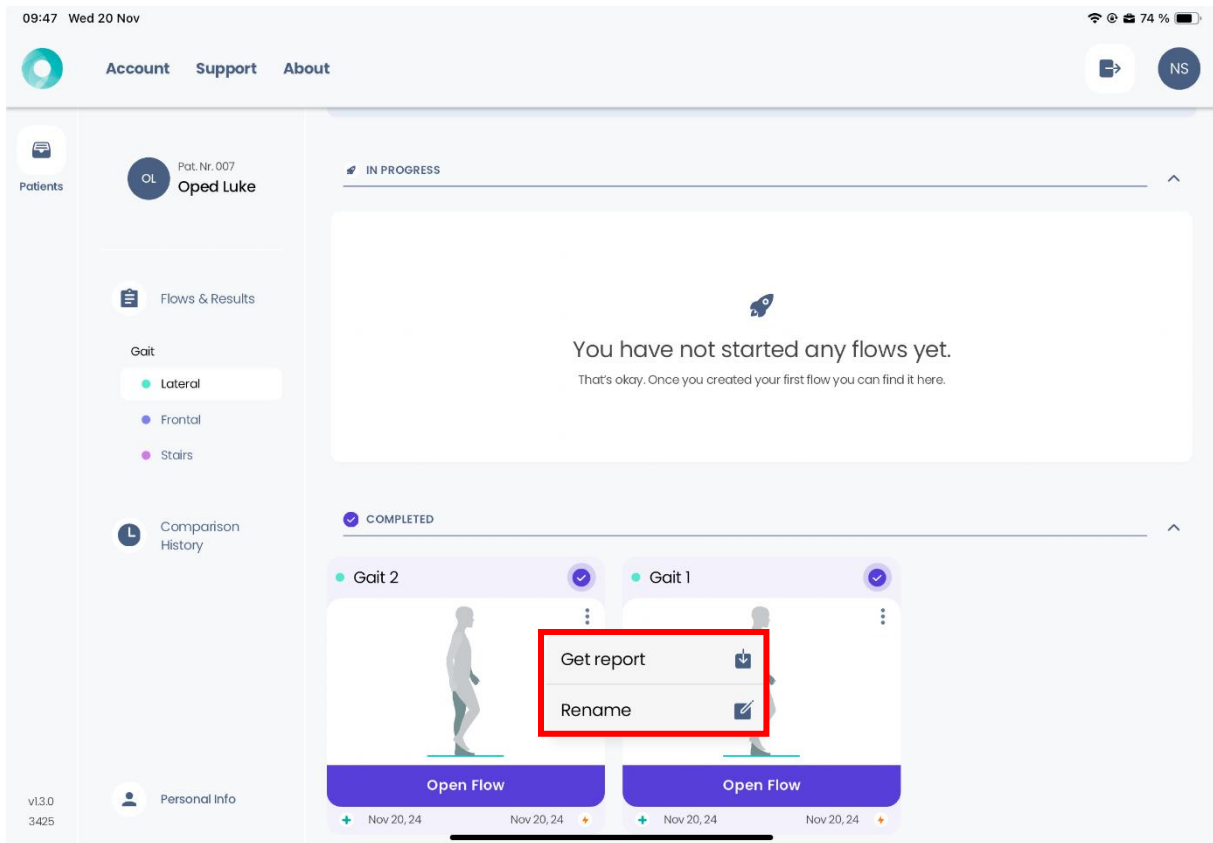 09:47 Wed 20 Nov
74 %
Account Support About
NS
Patients
OL
Pat. Nr. 007
Oped Luke
Flows & Results
Gait
Lateral
Frontal
Stairs
Comparison
History
Personal Info
v1.3.0
3425
IN PROGRESS
You have not started any flows yet.
That's okay. Once you created your first flow you can find it here.
COMPLETED
Gait 2
Get report
Rename
Open Flow
Nov 20, 24 Nov 20, 24
Gait 1
Open Flow
Nov 20, 24 Nov 20, 24